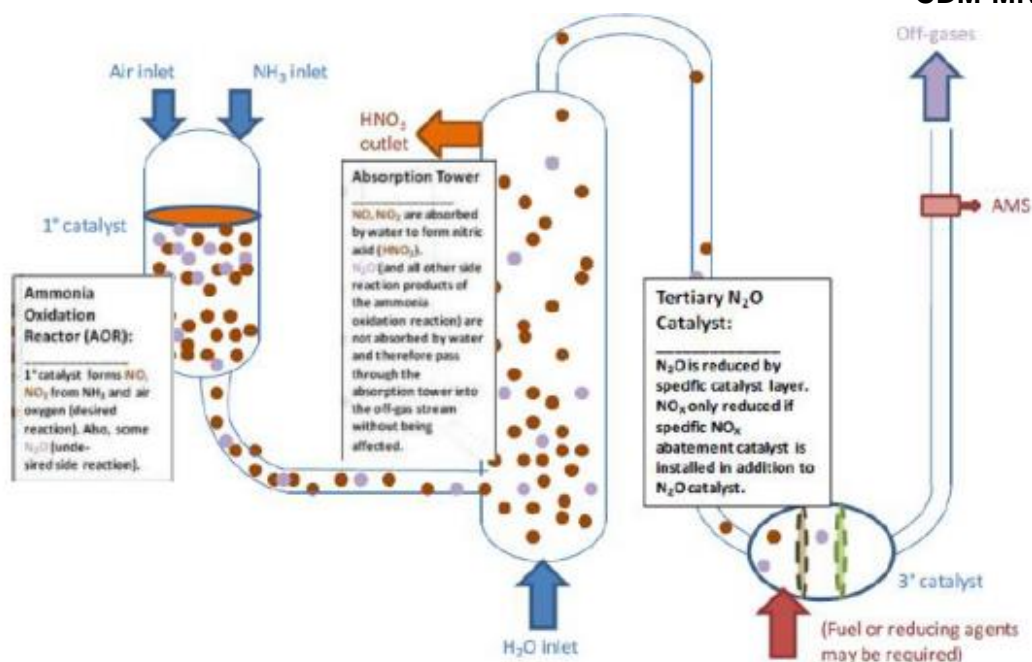 Off-gases
Air inlet
NH3 inlet
HNO3
outlet
AMS
1° catalyst
Absorption Tower
NO, NO2 are absorbed
by water to form nitric
acid (HNO3).
N2O (and all other side
reaction products of
the ammonia
oxidation reaction) are
not absorbed by water
and therefore pass
through the
absorption tower into
the off-gas stream
without being
affected.
Ammonia
Oxidation
Reactor (AOR):
1° catalyst forms NO,
NO2 from NH3 and air
oxygen (desired
reaction). Also, some
N2O (unde-
sired side reaction).
Tertiary N2O
Catalyst:
N2O is reduced by
specific catalyst layer.
NOX only reduced if
specific NOX
abatement catalyst is
installed in addition to
N2O catalyst.
3° catalyst
H2O inlet
(Fuel or reducing agents
may be required)